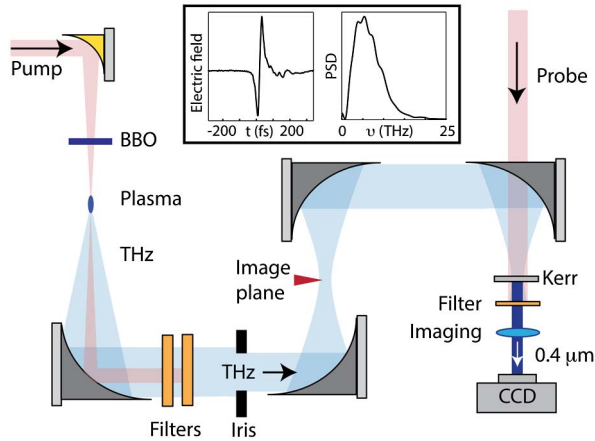 Pump
Electric field
-200
0
200
t (fs)
PSD
0
υ (THz)
25
Probe
BBO
Plasma
THz
Image
plane
Kerr
Filter
Imaging
0.4 μm
THz
CCD
Filters
Iris